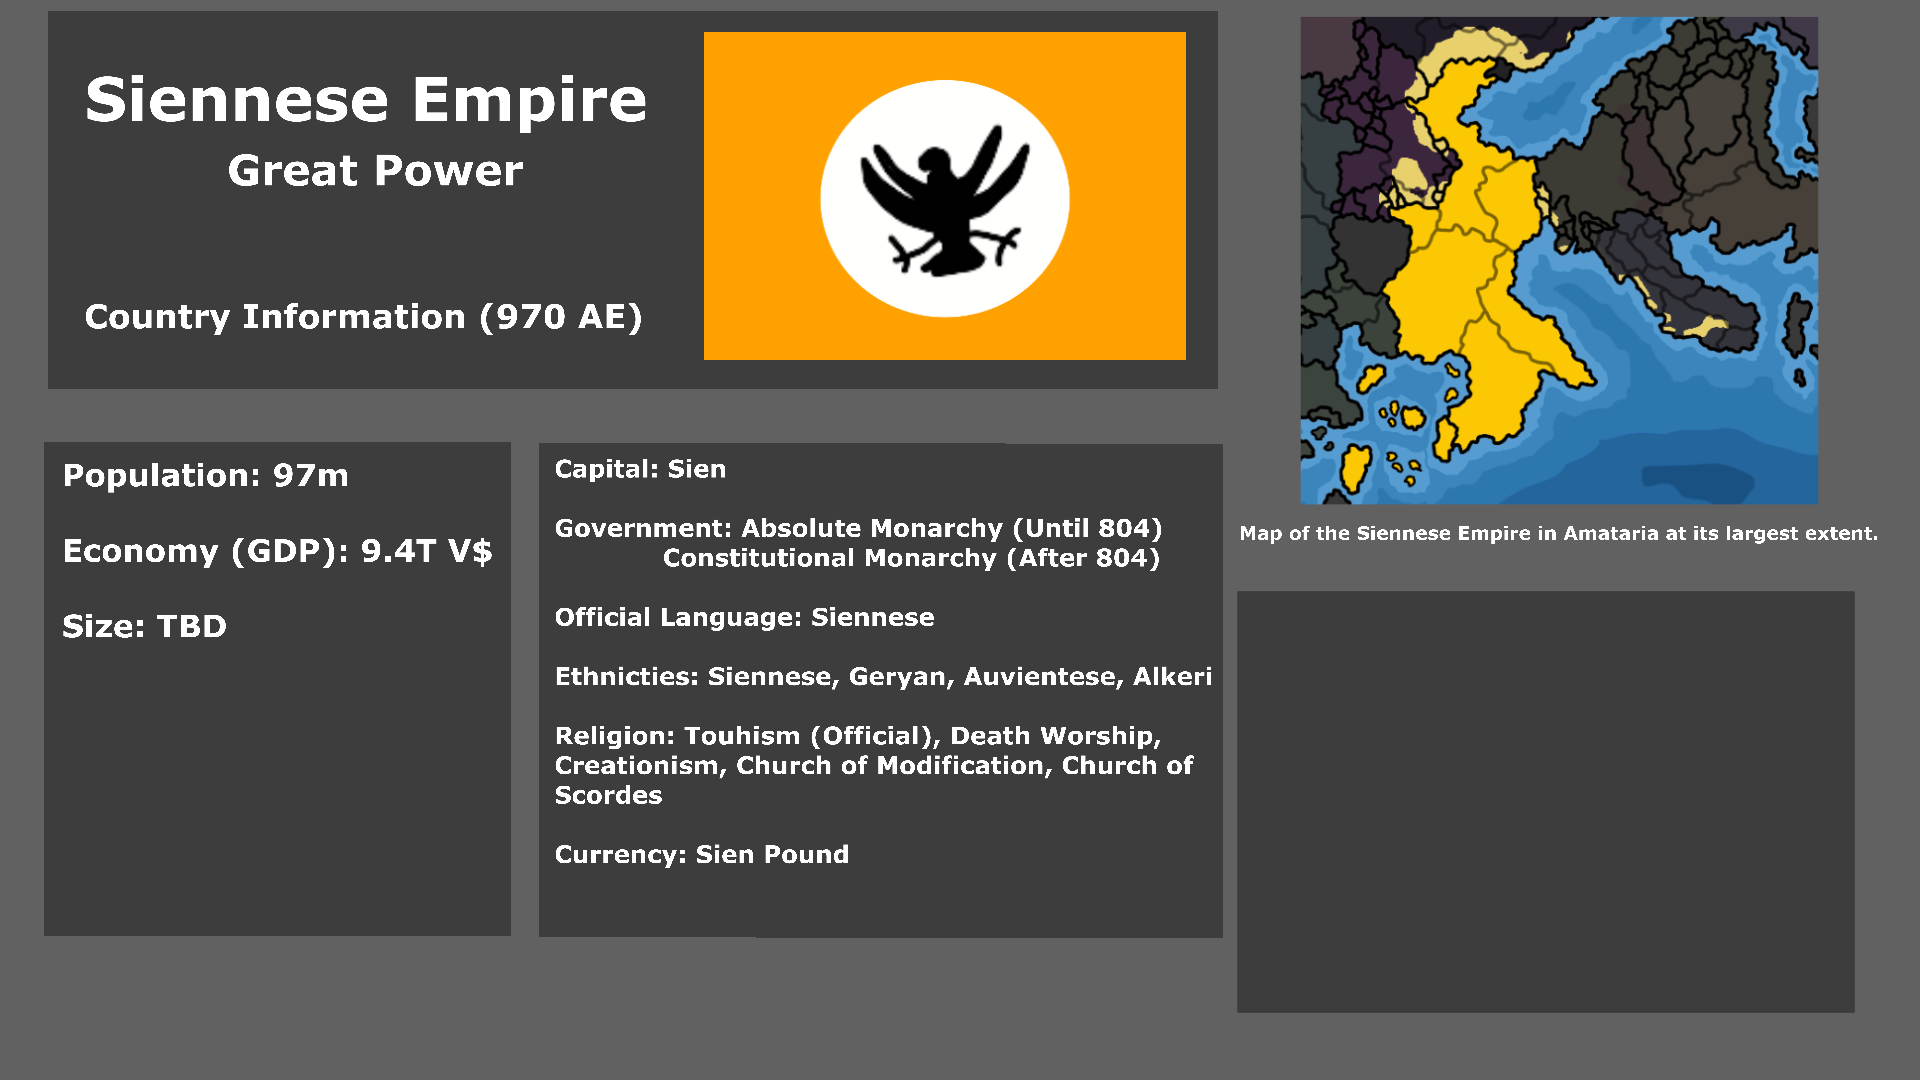 Siennese Empire
Great Power
Country Information (970 AE)
Population: 97m
Economy (GDP): 9.4T V$
Size: TBD
Capital: Sien
Government: Absolute Monarchy (Until 804)
Constitutional Monarchy (After 804)
Official Language: Siennese
Ethnicties: Siennese, Geryan, Auvientese, Alkeri
Religion: Touhism (Official), Death Worship,
Creationism, Church of Modification, Church of
Scordes
Currency: Sien Pound
Map of the Siennese Empire in Amataria at its largest extent.